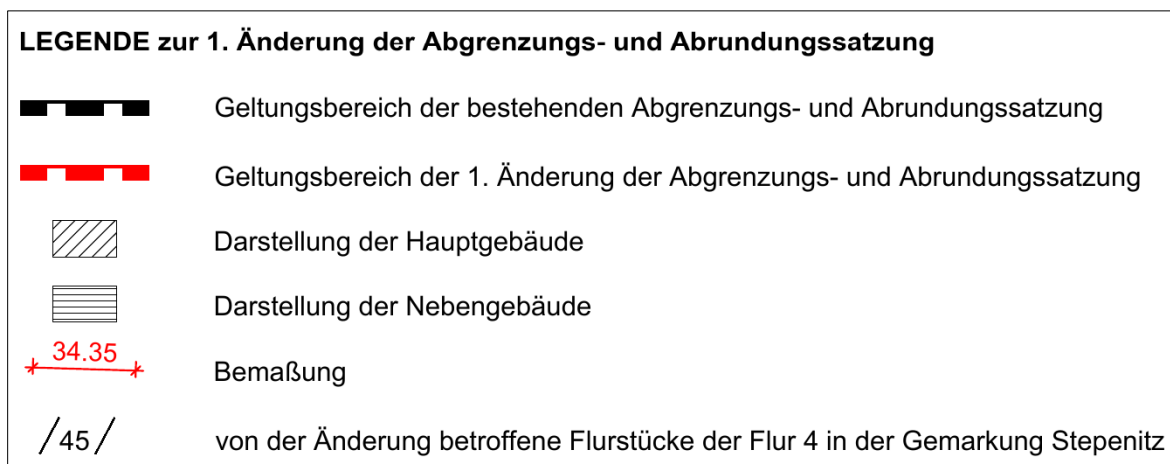 LEGENDE zur 1. Änderung der Abgrenzungs- und Abrundungssatzung
Geltungsbereich der bestehenden Abgrenzungs- und Abrundungssatzung
Geltungsbereich der 1. Änderung der Abgrenzungs- und Abrundungssatzung
Darstellung der Hauptgebäude
Darstellung der Nebengebäude
34.35 Bemaßung
/45/ von der Änderung betroffene Flurstücke der Flur 4 in der Gemarkung Stepenitz